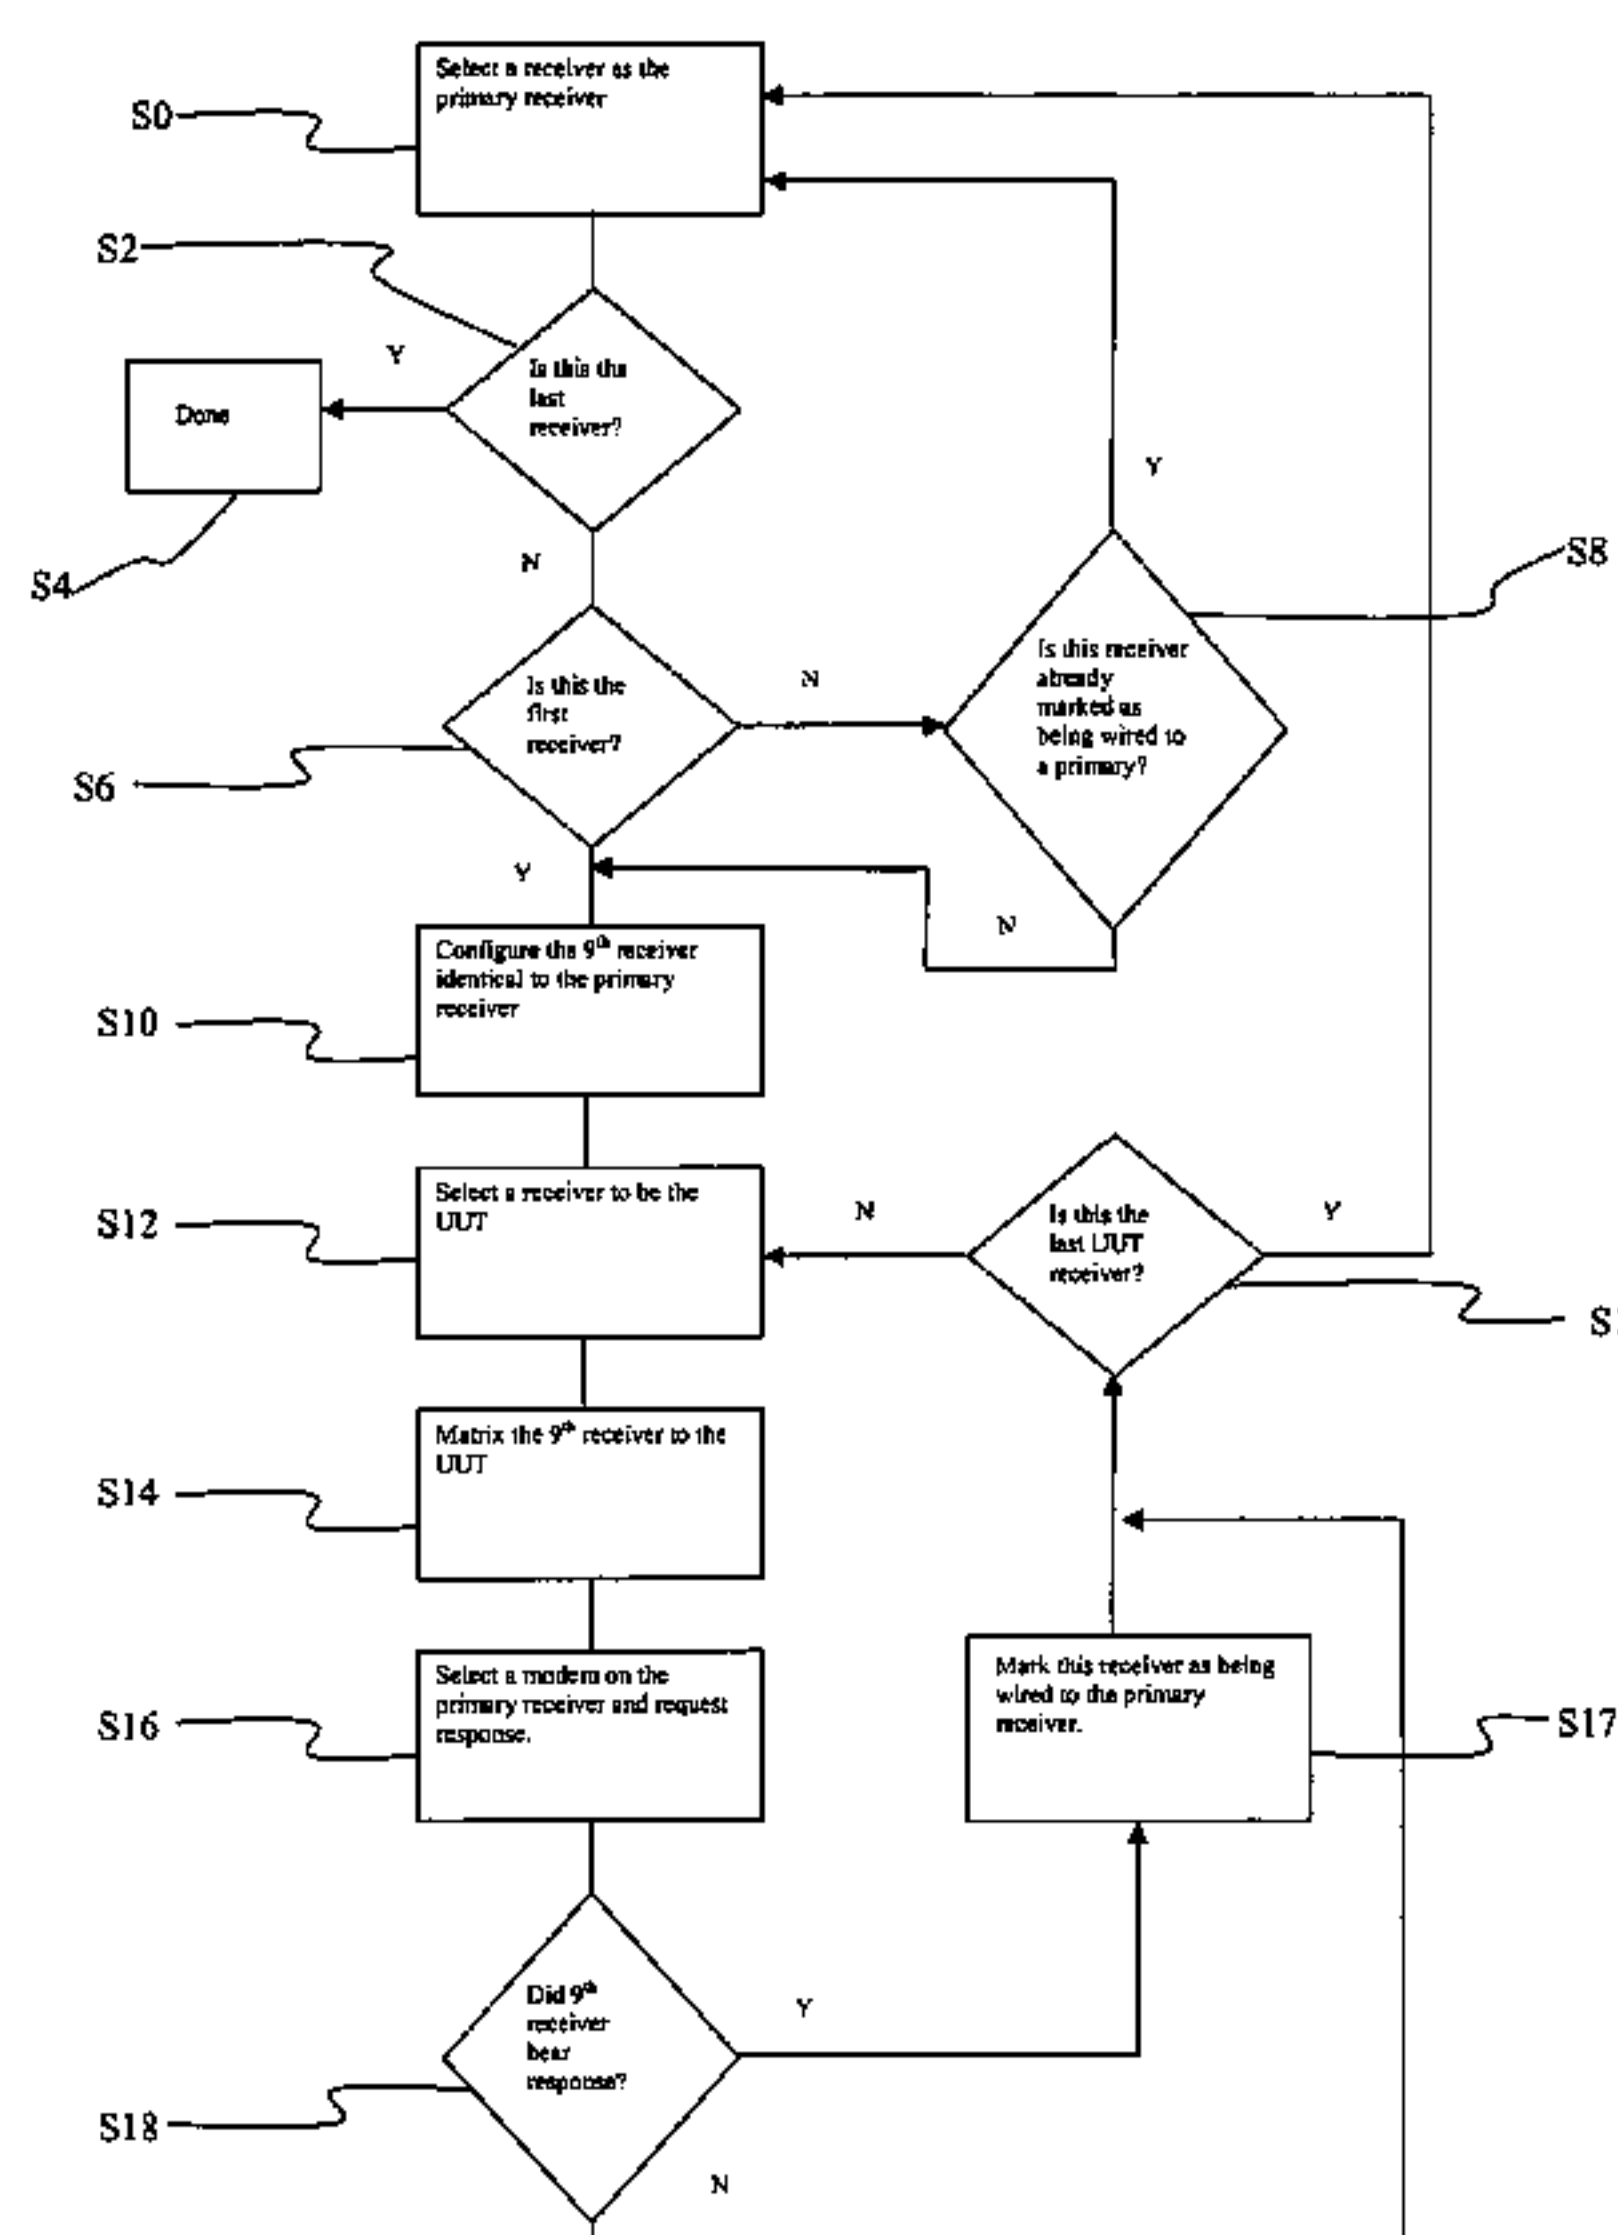 Select a receiver as the
primary receiver
S0
S2
Y
Is this the
last
receiver?
Done
N
S4
Y
S8
Is this the
first
receiver?
N
Is this receiver
already
marked as
being wired to
a primary?
S6
Y
N
Configure the 9th receiver
identical to the primary
receiver
S10
Select a receiver to be the
UUT
S12
N
Is this the
last UUT
receiver?
Y
Matrix the 9th receiver to the
UUT
S14
Select a modem on the
primary receiver and request
response.
S16
Mark this receiver as being
wired to the primary
receiver.
S17
Did 9th
receiver
hear
response?
Y
S18
N